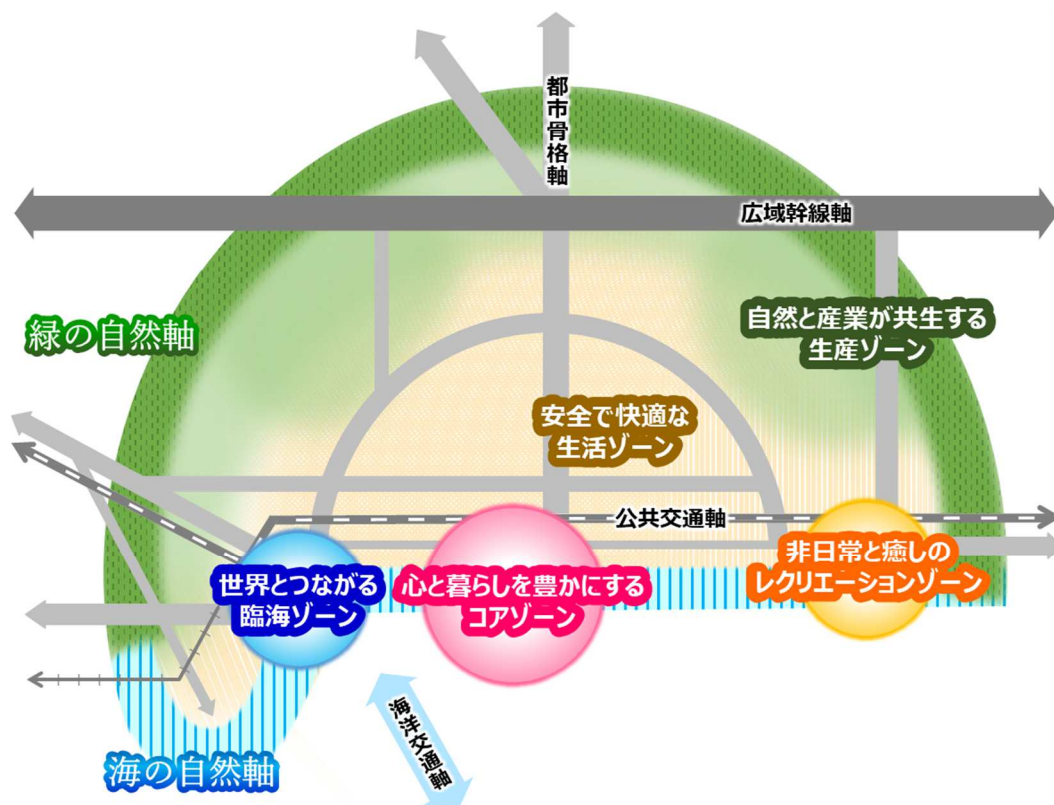 都市骨格軸
広域幹線軸
緑の自然軸
自然と産業が共生する
生産ゾーン
安全で快適な
生活ゾーン
公共交通軸
世界とつながる
臨海ゾーン
心と暮らしを豊かにする
コアゾーン
非日常と癒しの
レクリエーションゾーン
海洋交通軸
海の自然軸